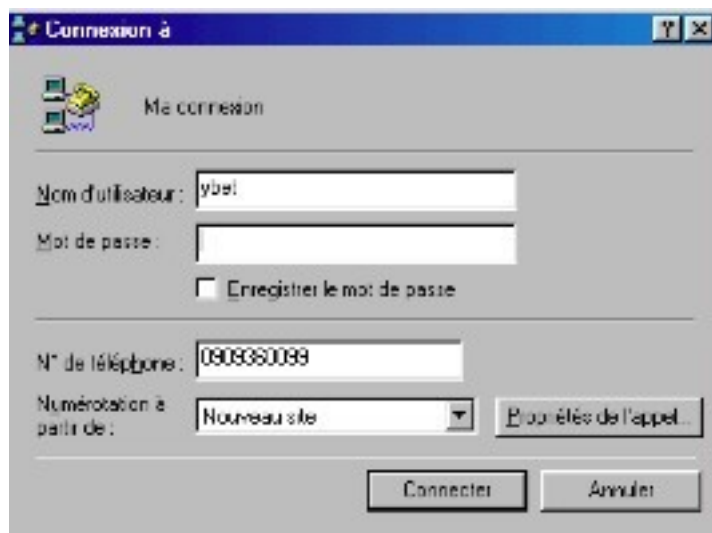 Connexion à
Ma connexion
Nom d'utilisateur : ybet
Mot de passe :
Enregistrer le mot de passe
N° de téléphone : 0909360099
Numérotation à partir de : Nouveau site
Propriétés de l'appel...
Connecter
Annuler